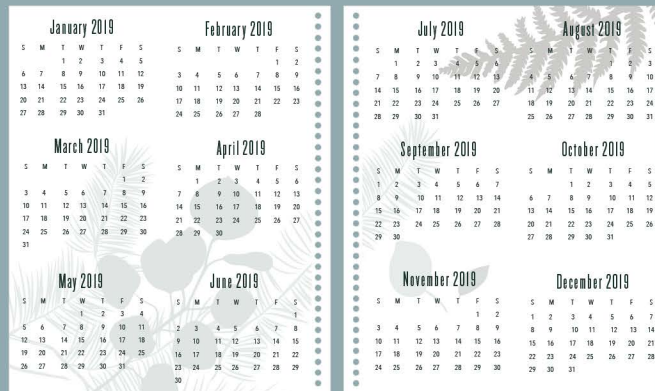 January 2019
S M T W T F S
1 2 3 4 5
6 7 8 9 10 11 12
13 14 15 16 17 18 19
20 21 22 23 24 25 26
27 28 29 30 31
February 2019
S M T W T F S
1 2
3 4 5 6 7 8 9
10 11 12 13 14 15 16
17 18 19 20 21 22 23
24 25 26 27 28
March 2019
S M T W T F S
1 2
3 4 5 6 7 8 9
10 11 12 13 14 15 16
17 18 19 20 21 22 23
24 25 26 27 28 29 30
31
April 2019
S M T W T F S
1 2 3 4 5 6
7 8 9 10 11 12 13
14 15 16 17 18 19 20
21 22 23 24 25 26 27
28 29 30
May 2019
S M T W T F S
1 2 3 4
5 6 7 8 9 10 11
12 13 14 15 16 17 18
19 20 21 22 23 24 25
26 27 28 29 30 31
June 2019
S M T W T F S
1
2 3 4 5 6 7 8
9 10 11 12 13 14 15
16 17 18 19 20 21 22
23 24 25 26 27 28 29
30
July 2019
S M T W T F S
1 2 3 4 5 6
7 8 9 10 11 12 13
14 15 16 17 18 19 20
21 22 23 24 25 26 27
28 29 30 31
August 2019
S M T W T F S
1 2 3
4 5 6 7 8 9 10
11 12 13 14 15 16 17
18 19 20 21 22 23 24
25 26 27 28 29 30 31
September 2019
S M T W T F S
1 2 3 4 5 6 7
8 9 10 11 12 13 14
15 16 17 18 19 20 21
22 23 24 25 26 27 28
29 30
October 2019
S M T W T F S
1 2 3 4 5
6 7 8 9 10 11 12
13 14 15 16 17 18 19
20 21 22 23 24 25 26
27 28 29 30 31
November 2019
S M T W T F S
1 2
3 4 5 6 7 8 9
10 11 12 13 14 15 16
17 18 19 20 21 22 23
24 25 26 27 28 29 30
December 2019
S M T W T F S
1 2 3 4 5 6 7
8 9 10 11 12 13 14
15 16 17 18 19 20 21
22 23 24 25 26 27 28
29 30 31